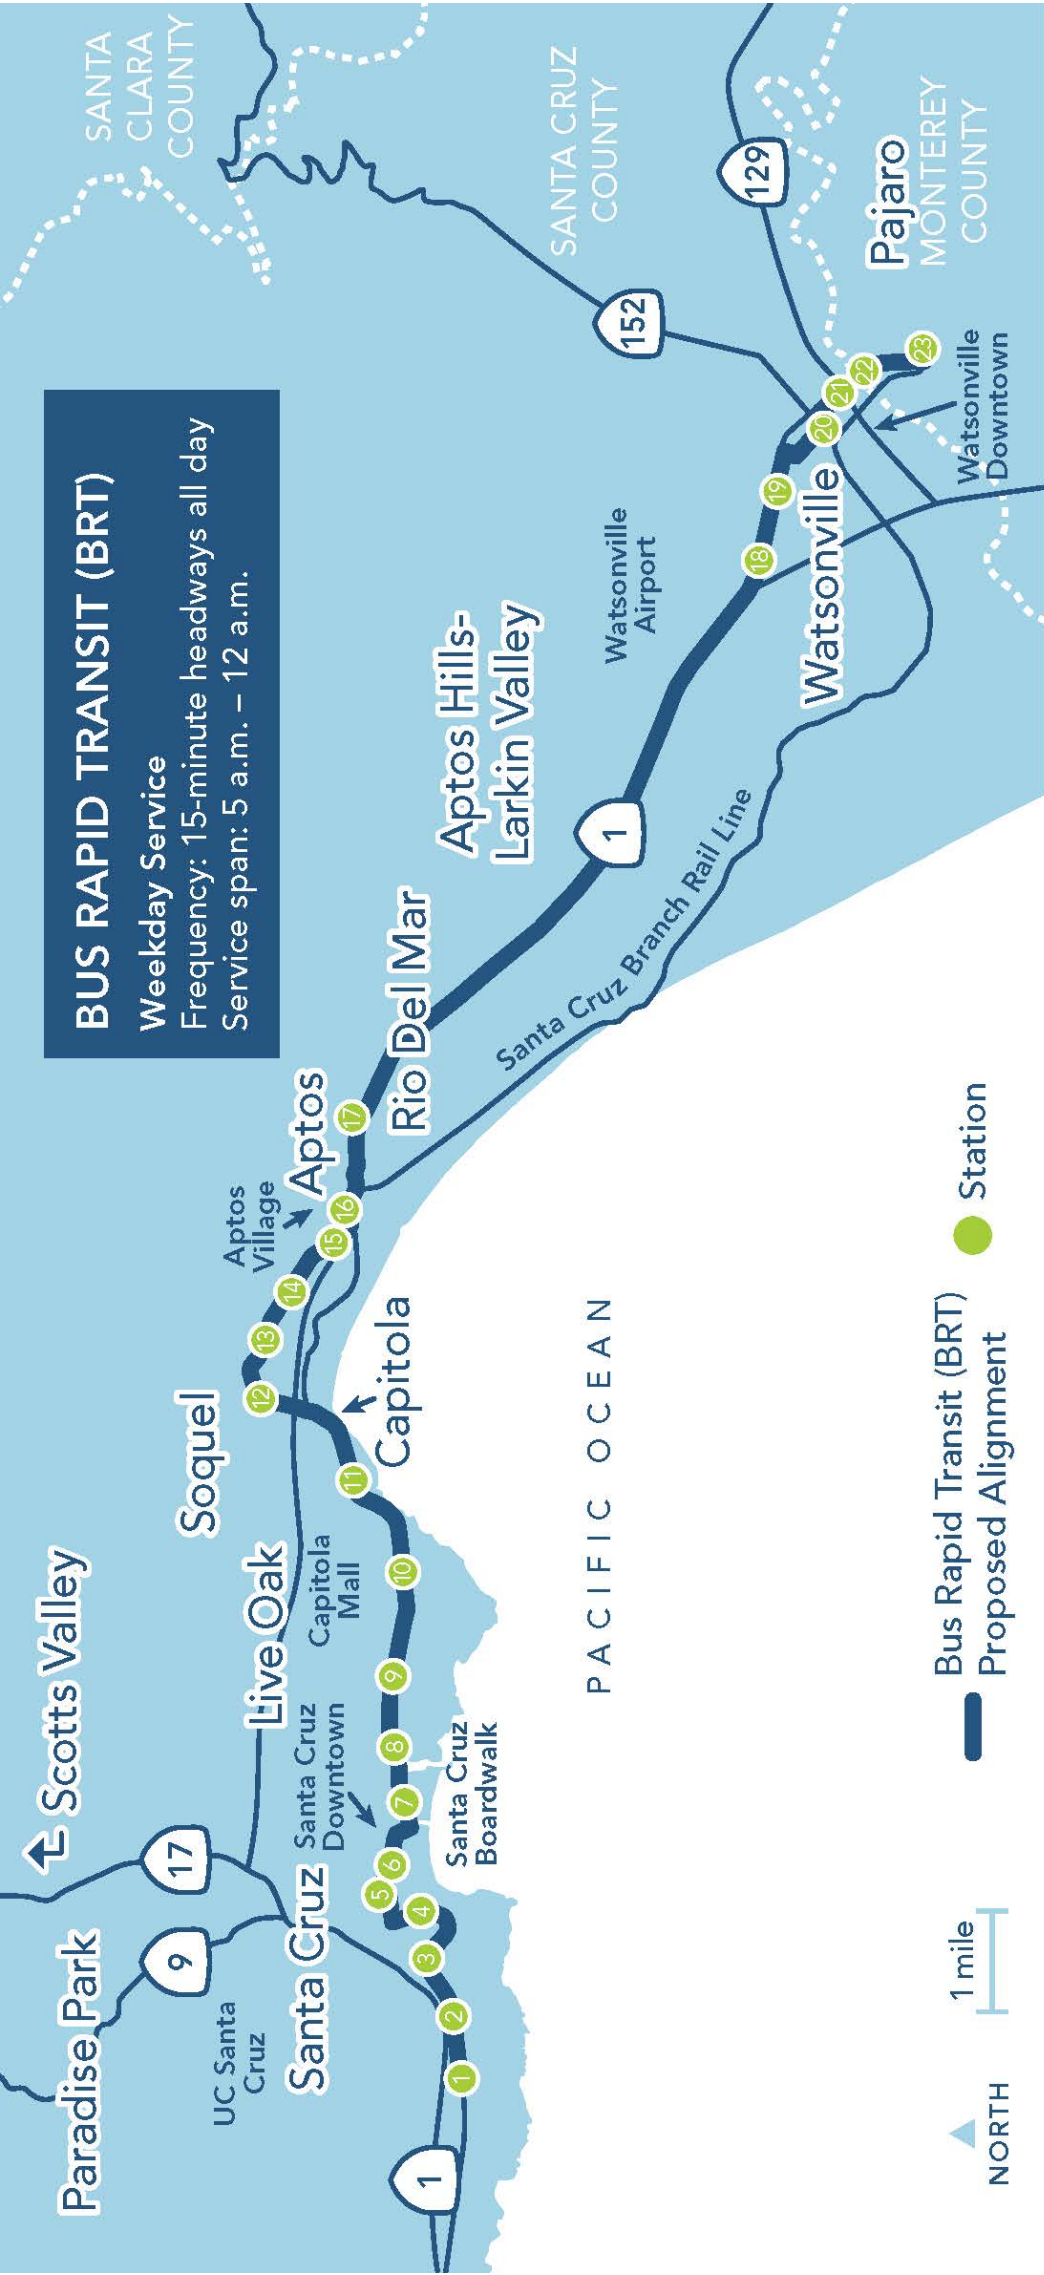 BUS RAPID TRANSIT (BRT)
Weekday Service
Frequency: 15-minute headways all day
Service span: 5 a.m. – 12 a.m.
SANTA
CLARA
COUNTY
SANTA CRUZ
COUNTY
MONTEREY
COUNTY
Scotts Valley
Paradise Park
17
9
UC Santa
Cruz
Santa Cruz
Live Oak
Santa Cruz
Downtown
Capitola
Mall
Soquel
Aptos
Village
Aptos
Rio Del Mar
Aptos Hills-
Larkin Valley
Watsonville
Airport
Watsonville
152
129
Pajaro
Watsonville
Downtown
1
1
Santa Cruz Branch Rail Line
Capitola
Santa Cruz
Boardwalk
1
2
3
4
5
6
7
8
9
10
11
12
13
14
15
16
17
18
19
20
21
22
23
PACIFIC OCEAN
NORTH
1 mile
Bus Rapid Transit (BRT)
Proposed Alignment
Station